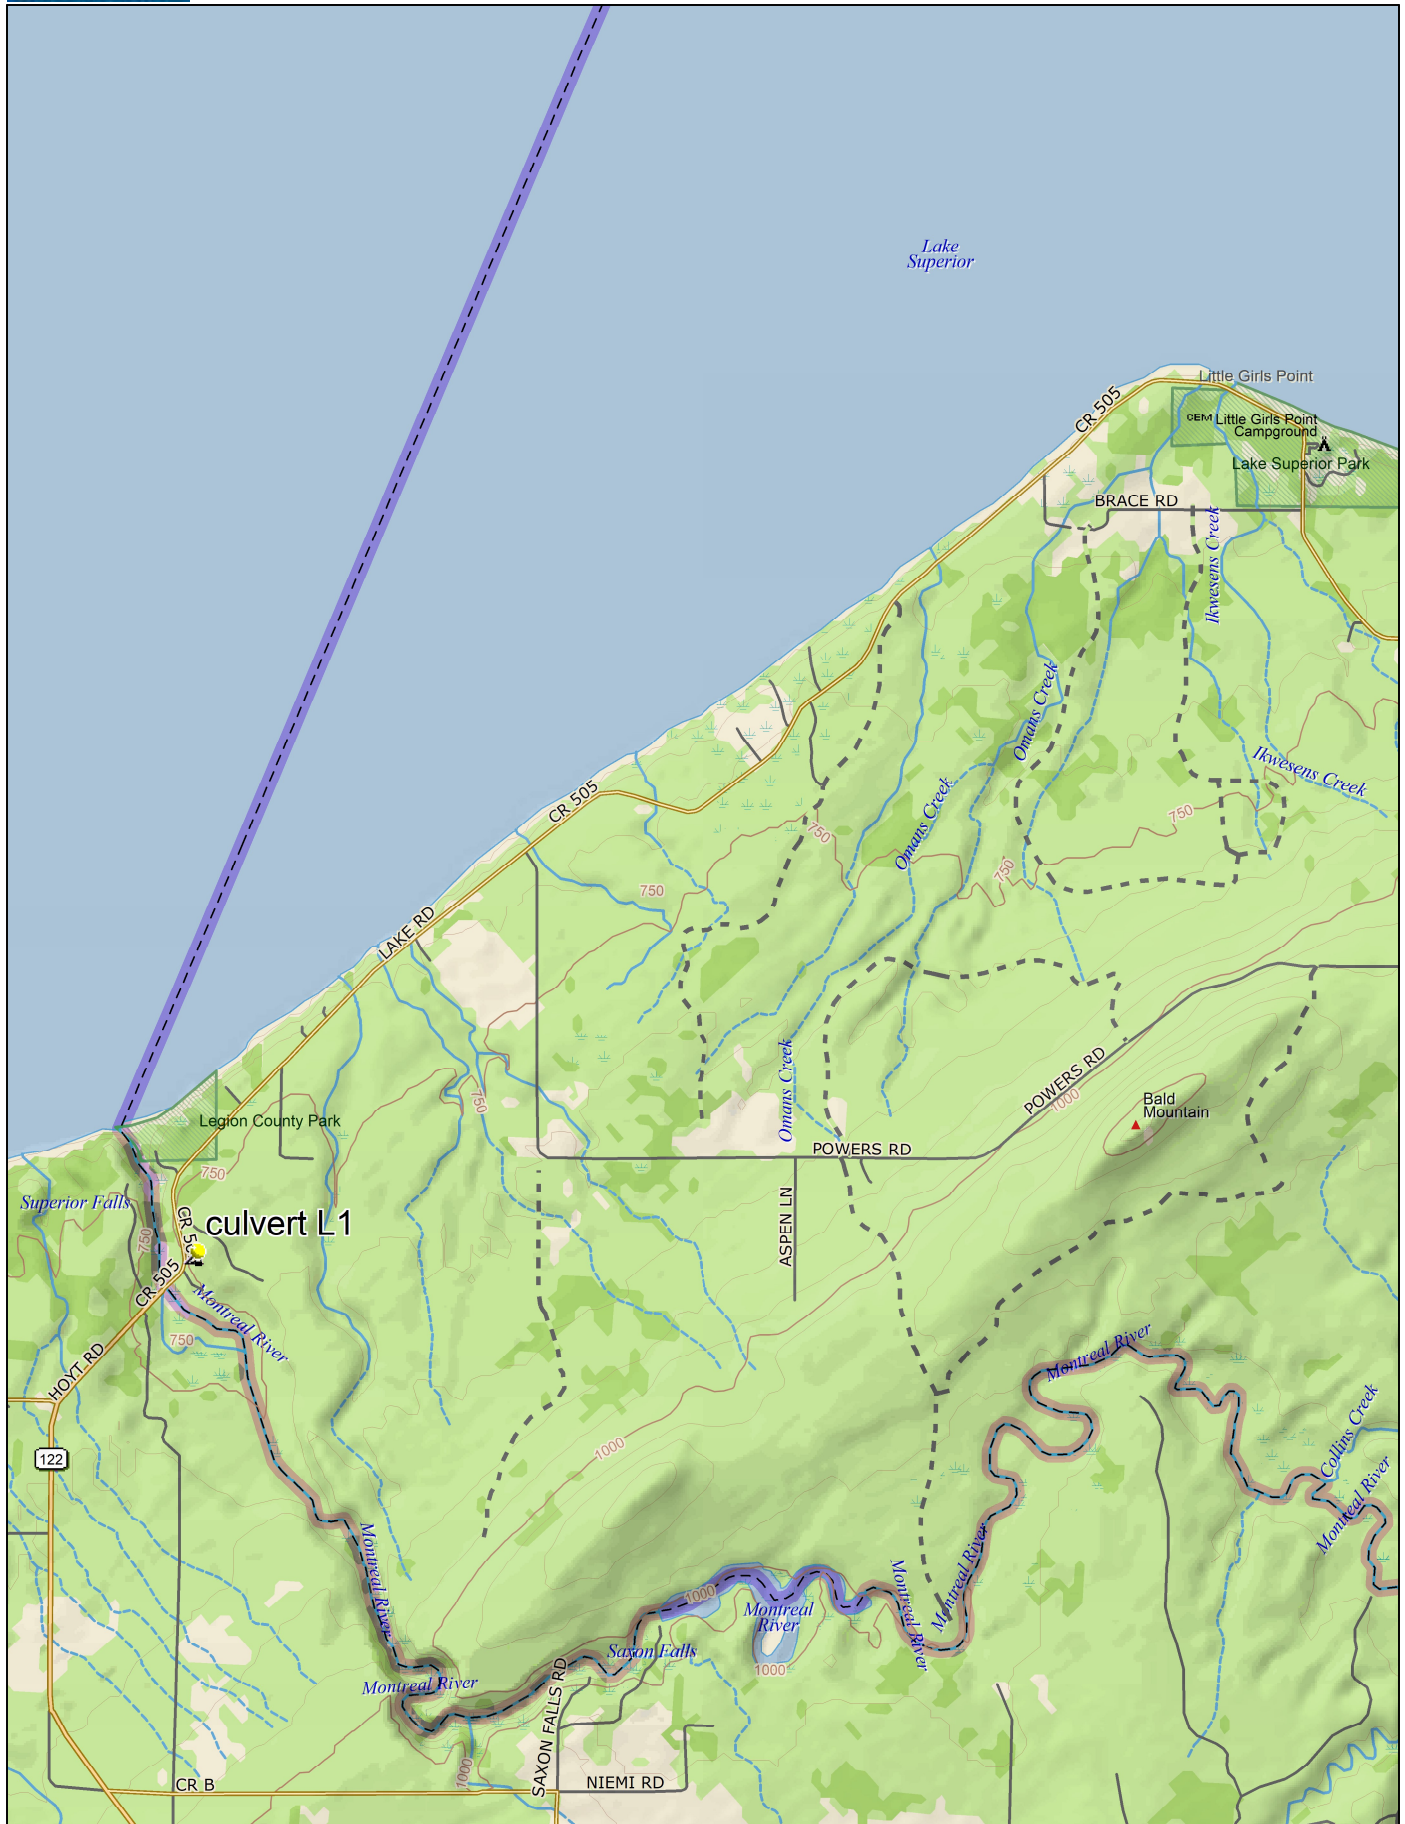 Lake
Superior
Little Girls Point
CR 505
CEM
Little Girls Point
Campground
Lake Superior Park
BRACE RD
Ikwesens Creek
Omans Creek
Ikwesens Creek
CR 505
Omans Creek
750
750
750
750
LAKE RD
Omans Creek
POWERS RD
1000
Bald
Mountain
750
Legion County Park
POWERS RD
750
Superior Falls
ASPEN LN
culvert L1
750
CR 505
Montreal River
750
HOYT RD
Montreal River
Collins Creek
122
1000
Montreal River
Montreal River
Montreal River
Montreal River
1000
Montreal
River
Saxon Falls
1000
Montreal River
SAXON FALLS RD
1000
CR B
NIEMI RD